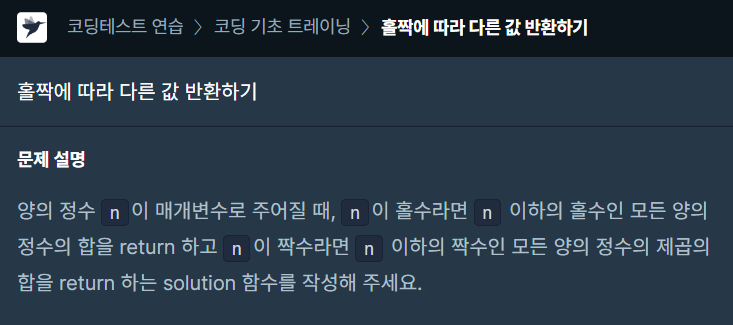 코딩테스트 연습 > 코딩 기초 트레이닝 > 홀짝에 따라 다른 값 반환하기
홀짝에 따라 다른 값 반환하기
문제 설명
양의 정수 n이 매개변수로 주어질 때, n이 홀수라면 n 이하의 홀수인 모든 양의
정수의 합을 return 하고 n이 짝수라면 n 이하의 짝수인 모든 양의 정수의 제곱의
합을 return 하는 solution 함수를 작성해 주세요.